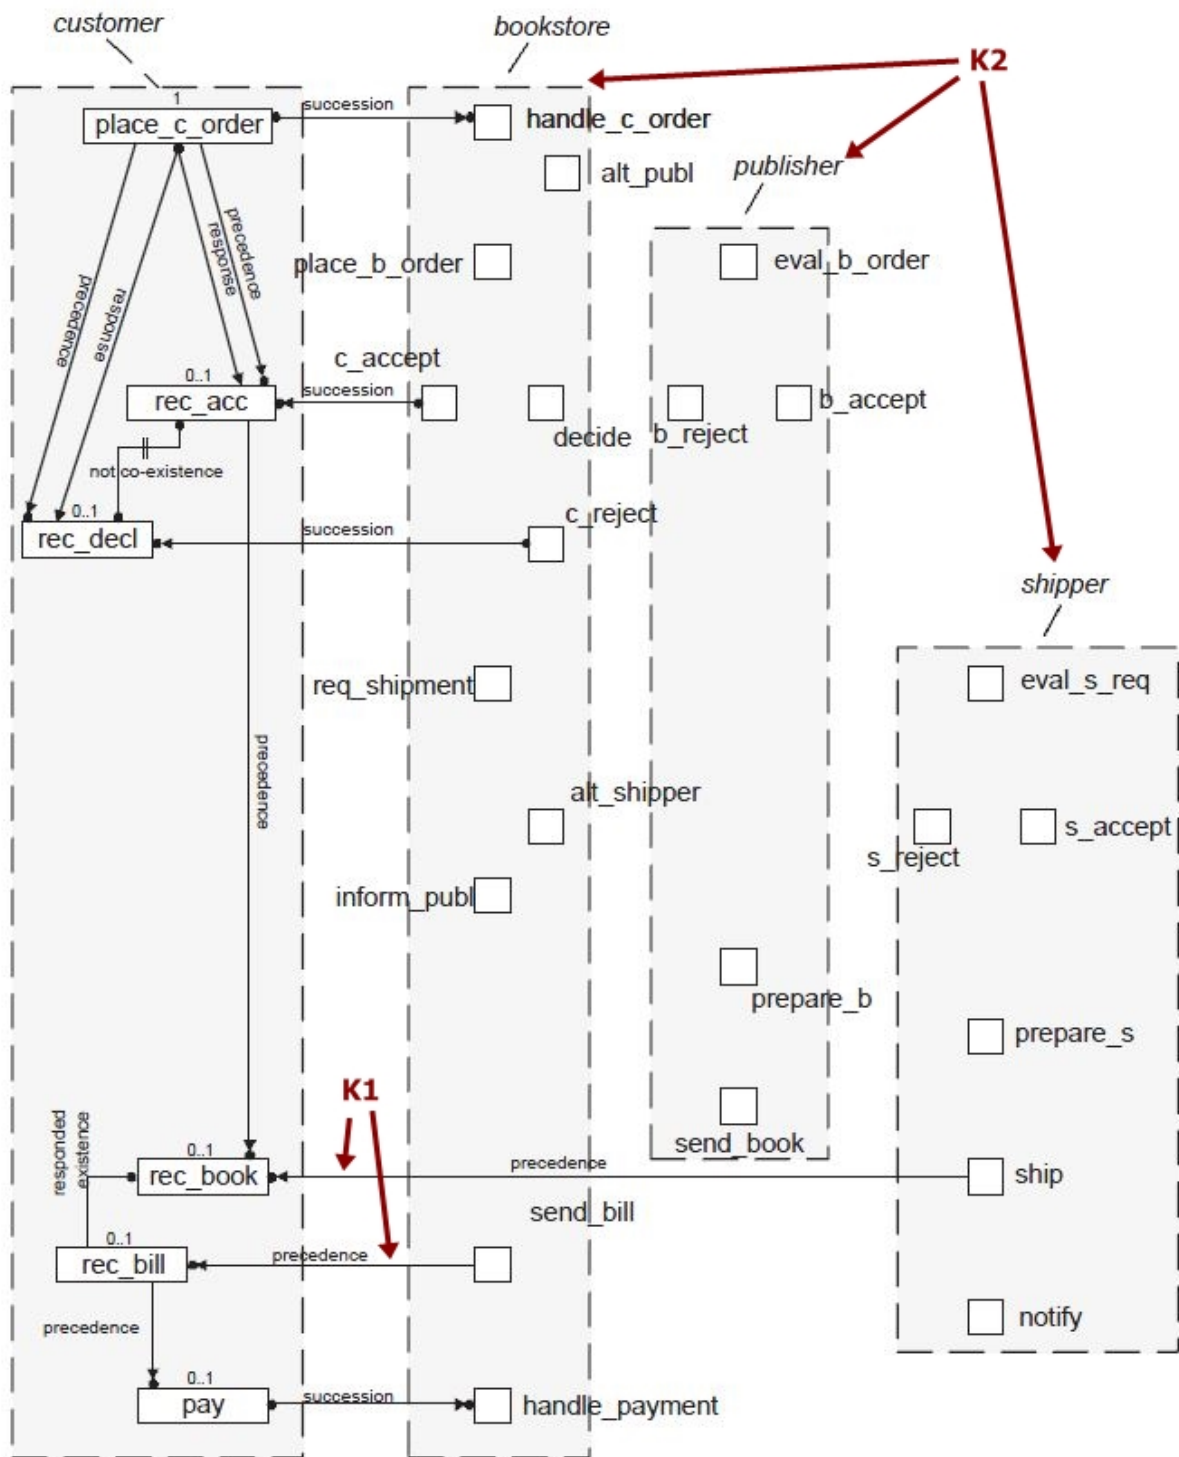 customer
bookstore
K2
1
place_c_order
succession
handle_c_order
alt_publ
publisher
precedence
response
precedence
response
place_b_order
eval_b_order
c_accept
0..1
rec_acc
succession
decide
b_reject
b_accept
not co-existence
0..1
rec_decl
succession
c_reject
shipper
req_shipment
eval_s_req
precedence
alt_shipper
s_reject
s_accept
inform_publ
prepare_b
prepare_s
K1
responded
existence
0..1
rec_book
precedence
send_book
ship
send_bill
0..1
rec_bill
precedence
notify
precedence
0..1
pay
succession
handle_payment